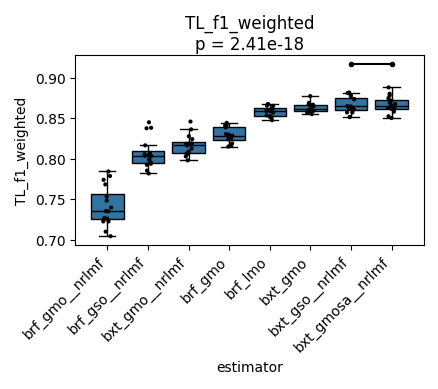 TL_f1_weighted
p = 2.41e-18
TL_f1_weighted
0.90
0.85
0.80
0.75
0.70
brf_gmo__nrlmf
brf_gso__nrlmf
bxt_gmo__nrlmf
brf_gmo
brf_lmo
bxt_gmo
bxt_gso__nrlmf
bxt_gmosa__nrlmf
estimator